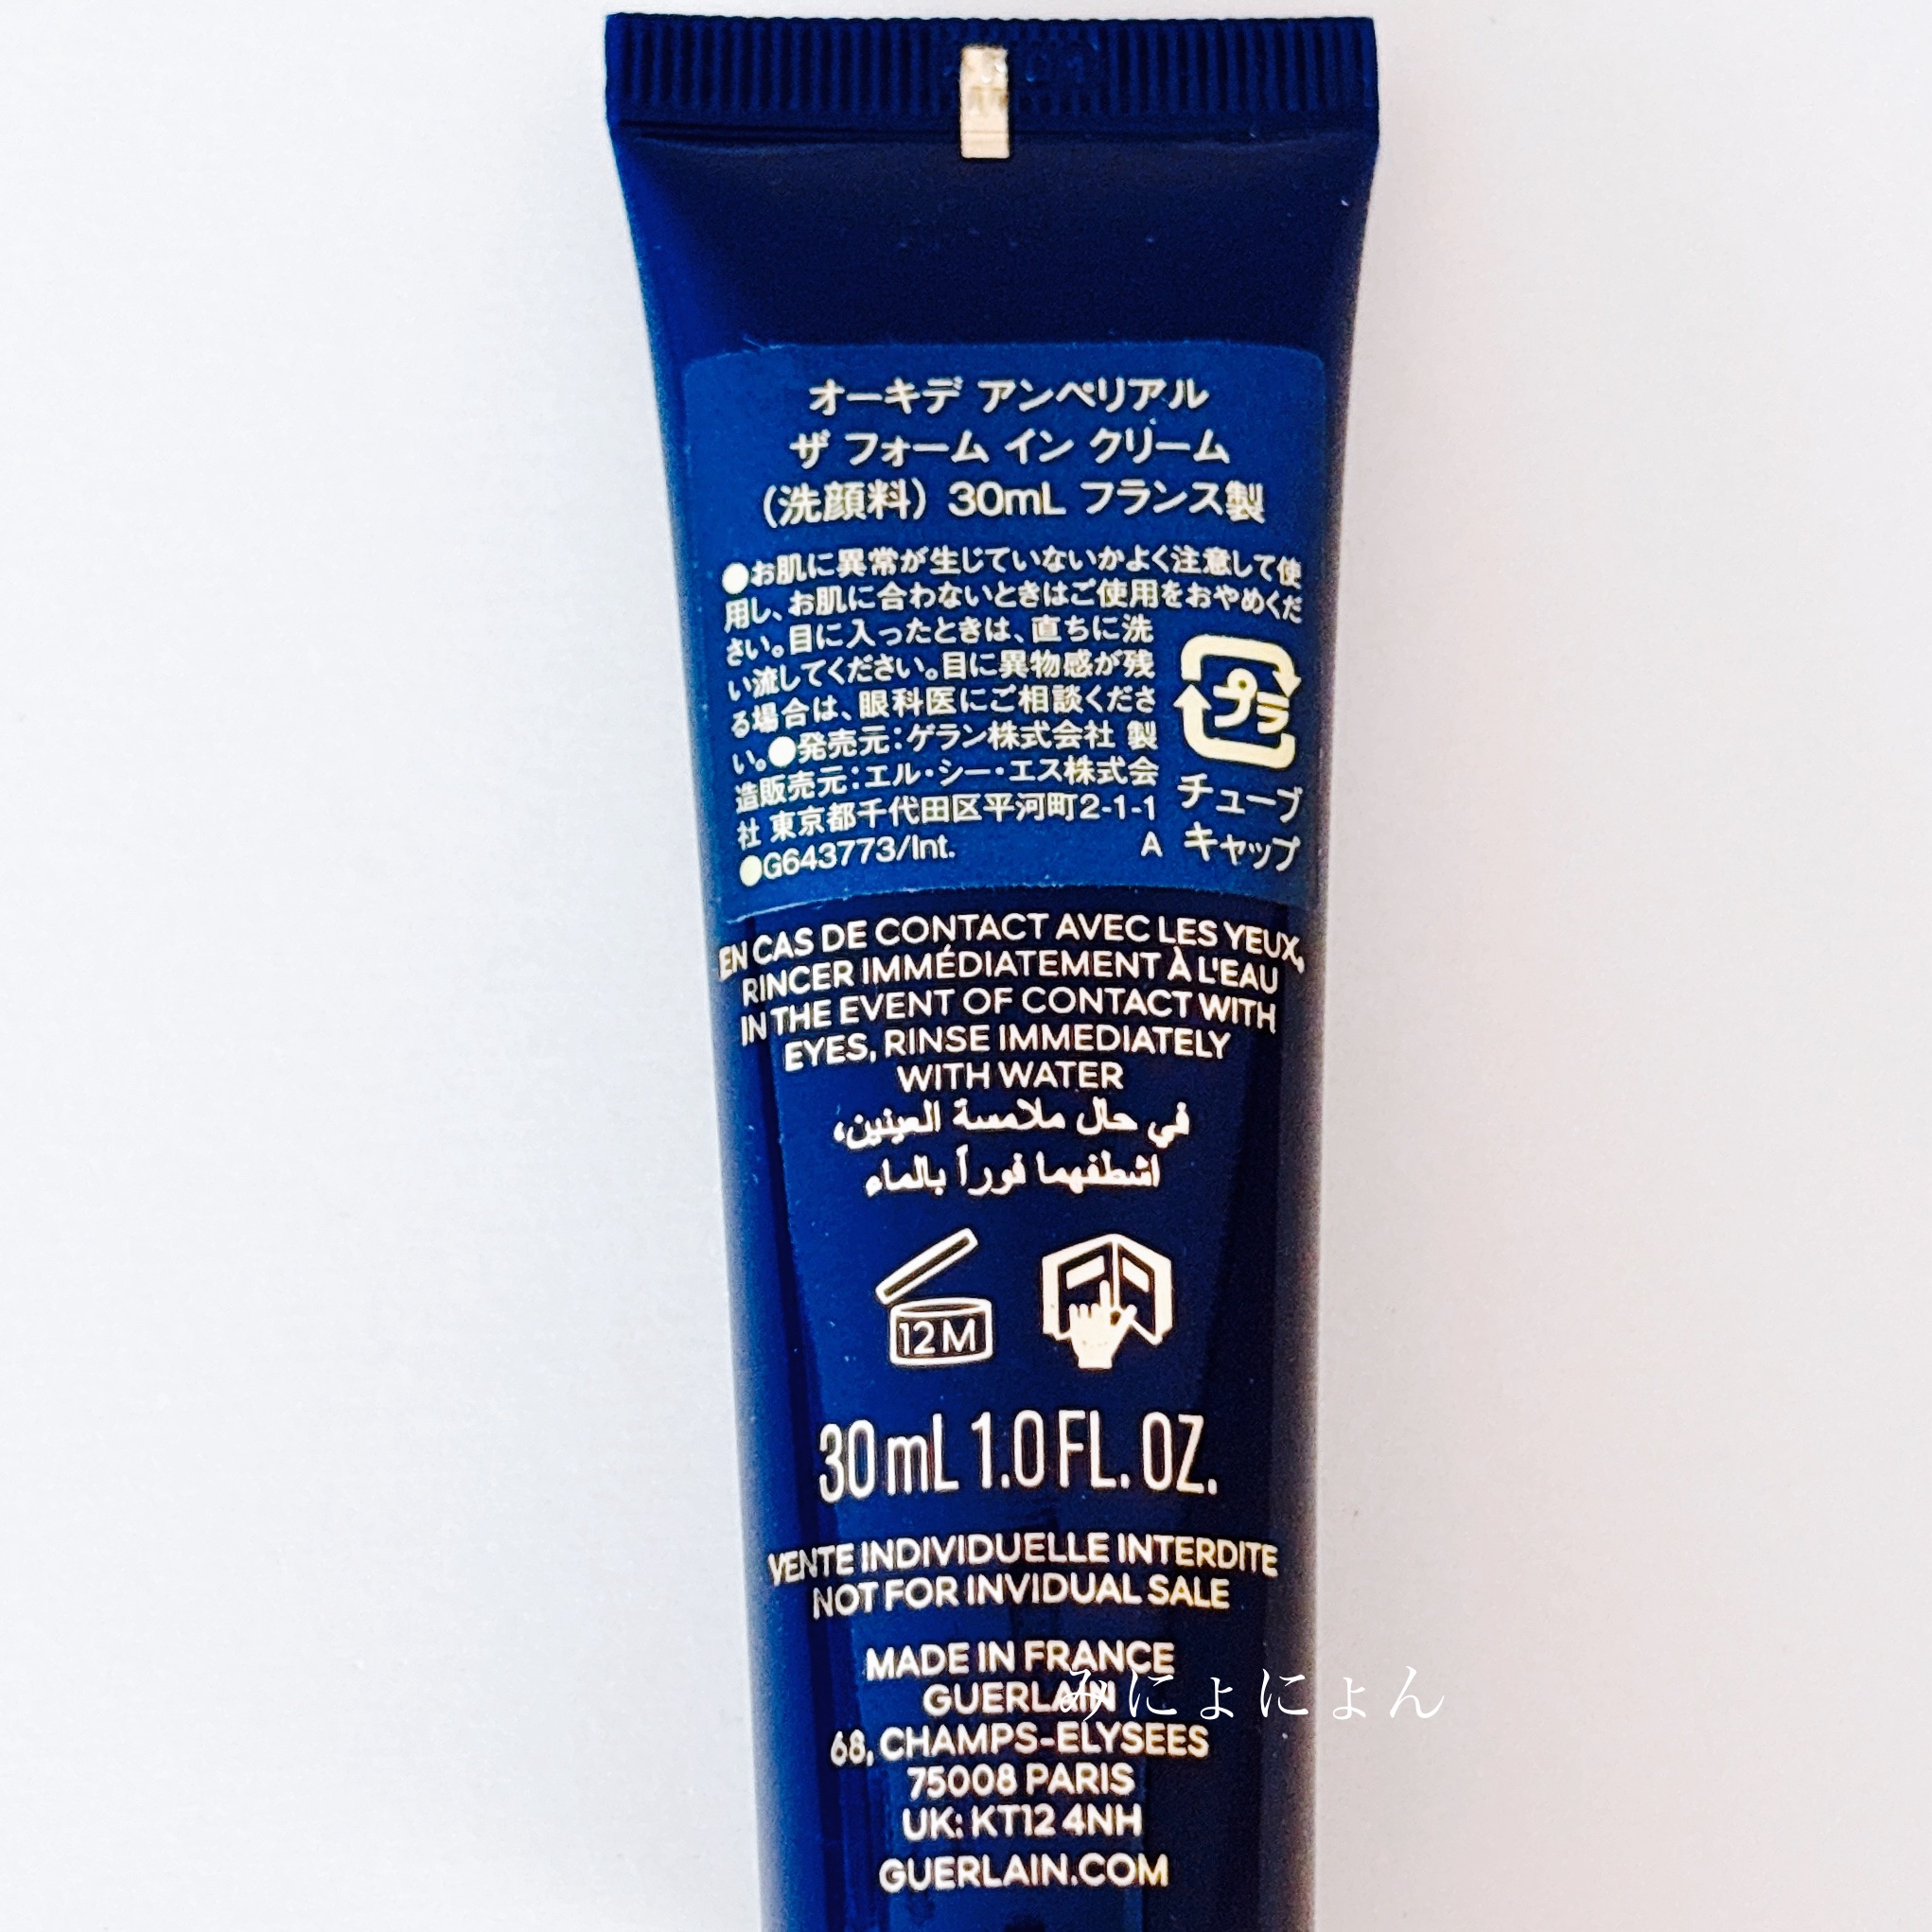 オーキデ アンペリアル
ザ フォーム イン クリーム
（洗顔料）30mL フランス製
●お肌に異常が生じていないかよく注意して使
用し、お肌に合わないときはご使用をおやめくだ
さい。目に入ったときは、直ちに洗
い流してください。目に異物感が残
る場合は、眼科医にご相談くださ
い。●発売元：ゲラン株式会社 製
造販売元：エル・シー・エス株式会
社 東京都千代田区平河町2-1-1
●G643773/Int. A
プラ
チューブ
キャップ
EN CAS DE CONTACT AVEC LES YEUX,
RINCER IMMÉDIATEMENT À L'EAU
IN THE EVENT OF CONTACT WITH
EYES, RINSE IMMEDIATELY
WITH WATER
في حال ملامسة العينين،
اشطفهما فوراً بالماء
12 M
30 mL 1.0 FL. OZ.
VENTE INDIVIDUELLE INTERDITE
NOT FOR INVIDUAL SALE
MADE IN FRANCE
GUERLAIN
68, CHAMPS-ELYSEES
75008 PARIS
UK: KT12 4NH
GUERLAIN.COM
みにょにょん